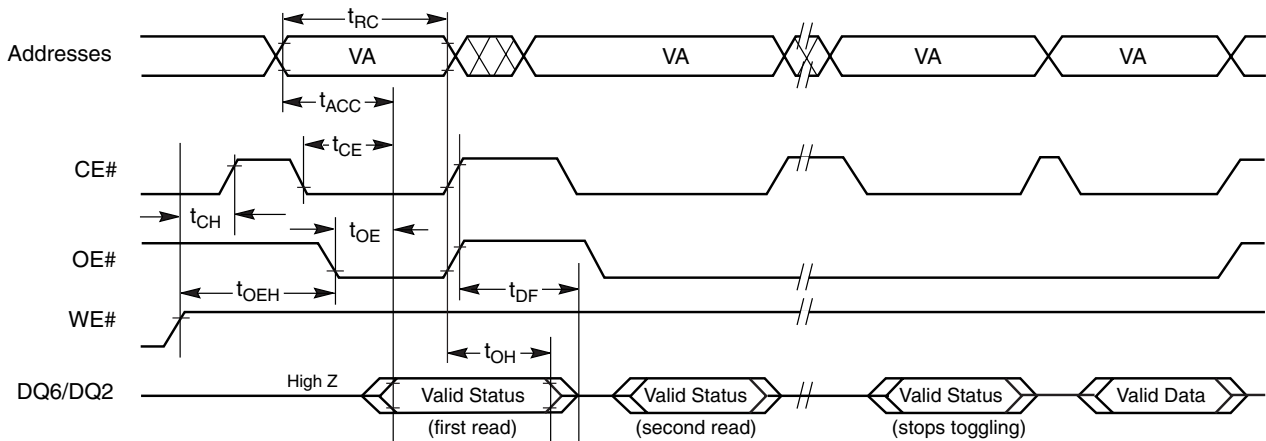 tRC
Addresses VA VA VA VA
tACC
tCE
CE#
tCH
tOE
OE#
tOEH tDF
WE#
tOH
DQ6/DQ2 High Z Valid Status Valid Status Valid Status Valid Data
(first read) (second read) (stops toggling)